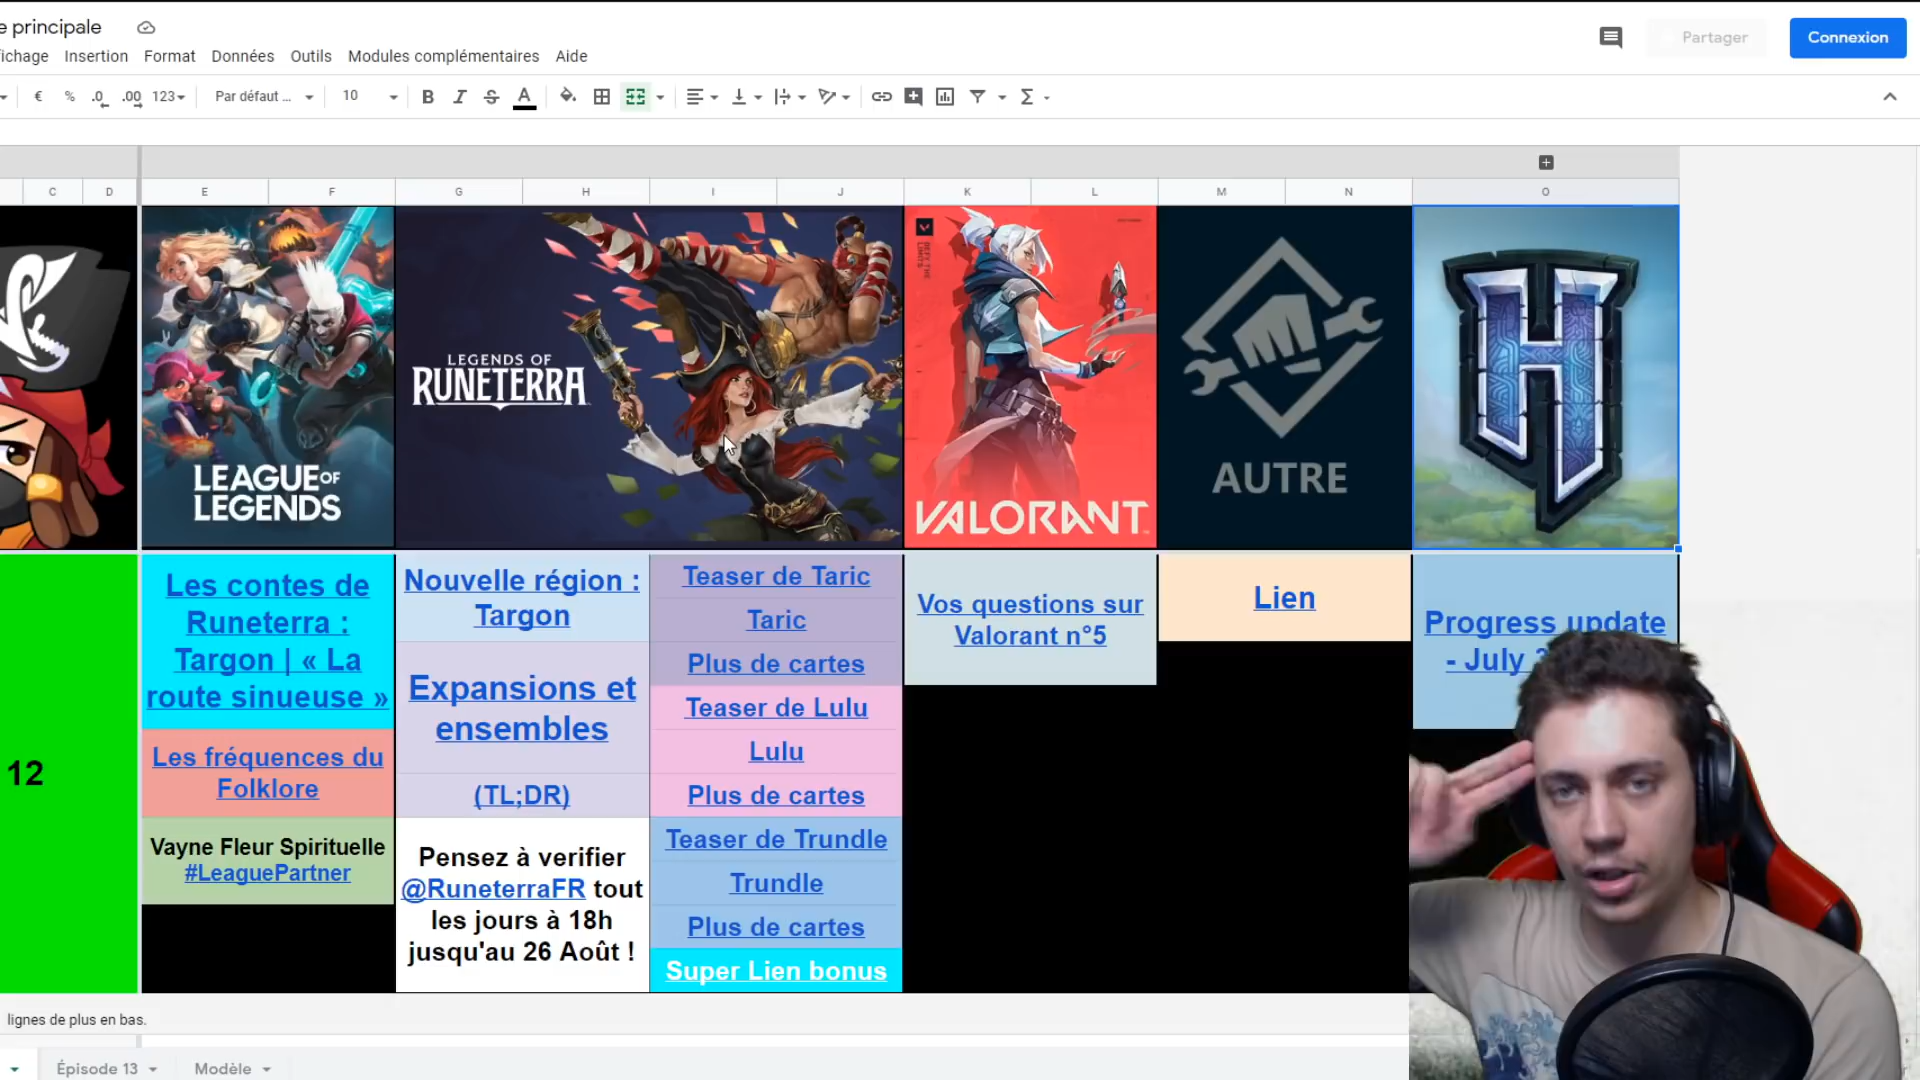 e principale
Partager
Connexion
ichage Insertion Format Données Outils Modules complémentaires Aide
€ % .0 .00 123 Par défaut ... 10 B I S A Σ
C D E F G H I J K L M N O
LEAGUE OF
LEGENDS
LEGENDS OF
RUNETERRA
VALORANT
AUTRE
H
12
Les contes de
Runeterra :
Targon | « La
route sinueuse »
Les fréquences du
Folklore
Vayne Fleur Spirituelle
#LeaguePartner
Nouvelle région :
Targon
Expansions et
ensembles
(TL;DR)
Pensez à verifier
@RuneterraFR tout
les jours à 18h
jusqu'au 26 Août !
Teaser de Taric
Taric
Plus de cartes
Teaser de Lulu
Lulu
Plus de cartes
Teaser de Trundle
Trundle
Plus de cartes
Super Lien bonus
Vos questions sur
Valorant n°5
Lien
Progress update
- July
lignes de plus en bas.
Épisode 13 Modèle